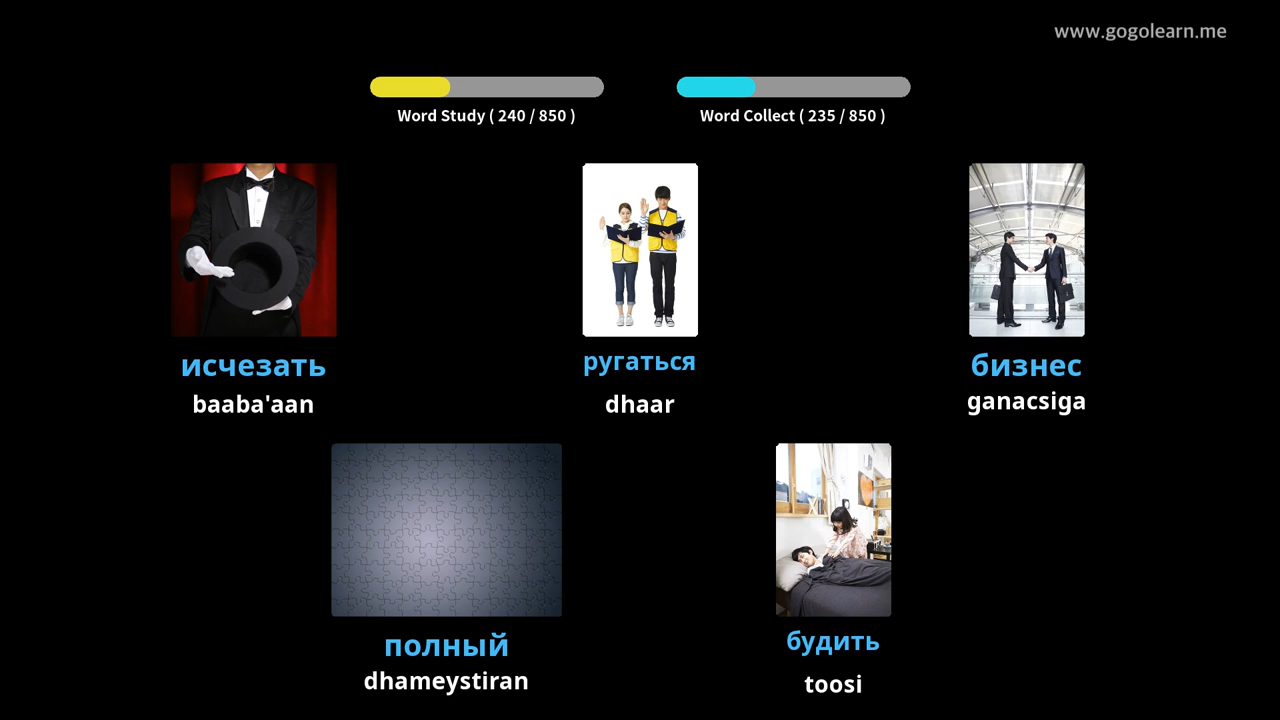 www.gogolearn.me
Word Study ( 240 / 850 )
Word Collect ( 235 / 850 )
исчезать
baaba'aan
ругаться
dhaar
бизнес
ganacsiga
полный
dhameystiran
будить
toosi